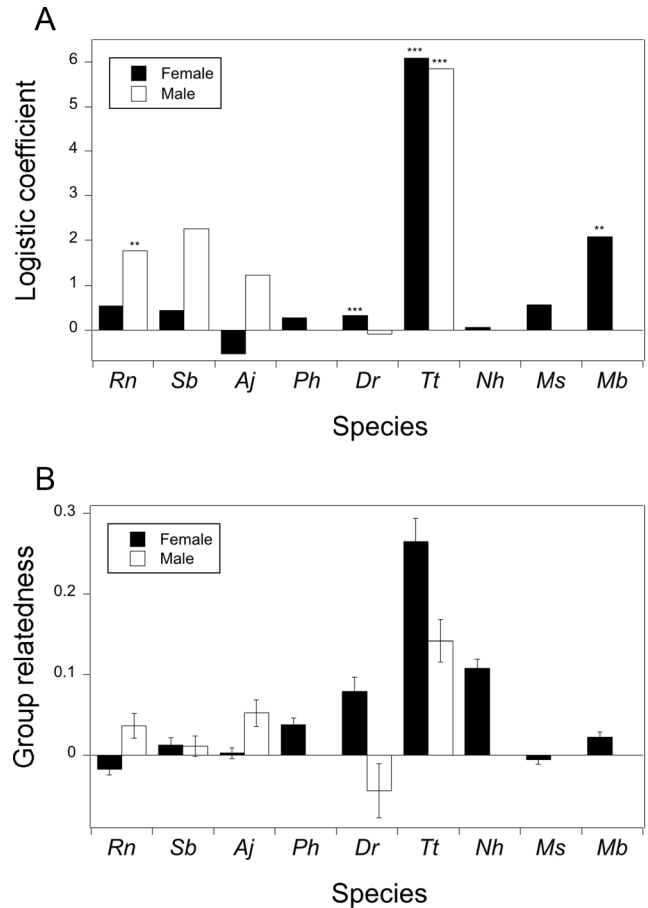 A
Logistic coefficient
6
5
4
3
2
1
0
Female
Male
**
***
***
***
**
Rn Sb Aj Ph Dr Tt Nh Ms Mb
Species
B
Group relatedness
0.3
0.2
0.1
0
Female
Male
Rn Sb Aj Ph Dr Tt Nh Ms Mb
Species